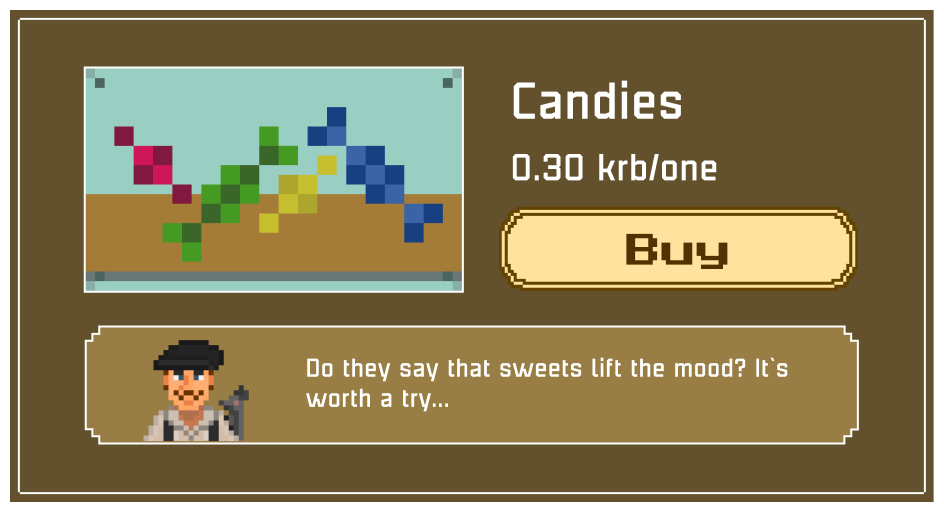 Candies
0.30 krb/one
Buy
Do they say that sweets lift the mood? It`s
worth a try...